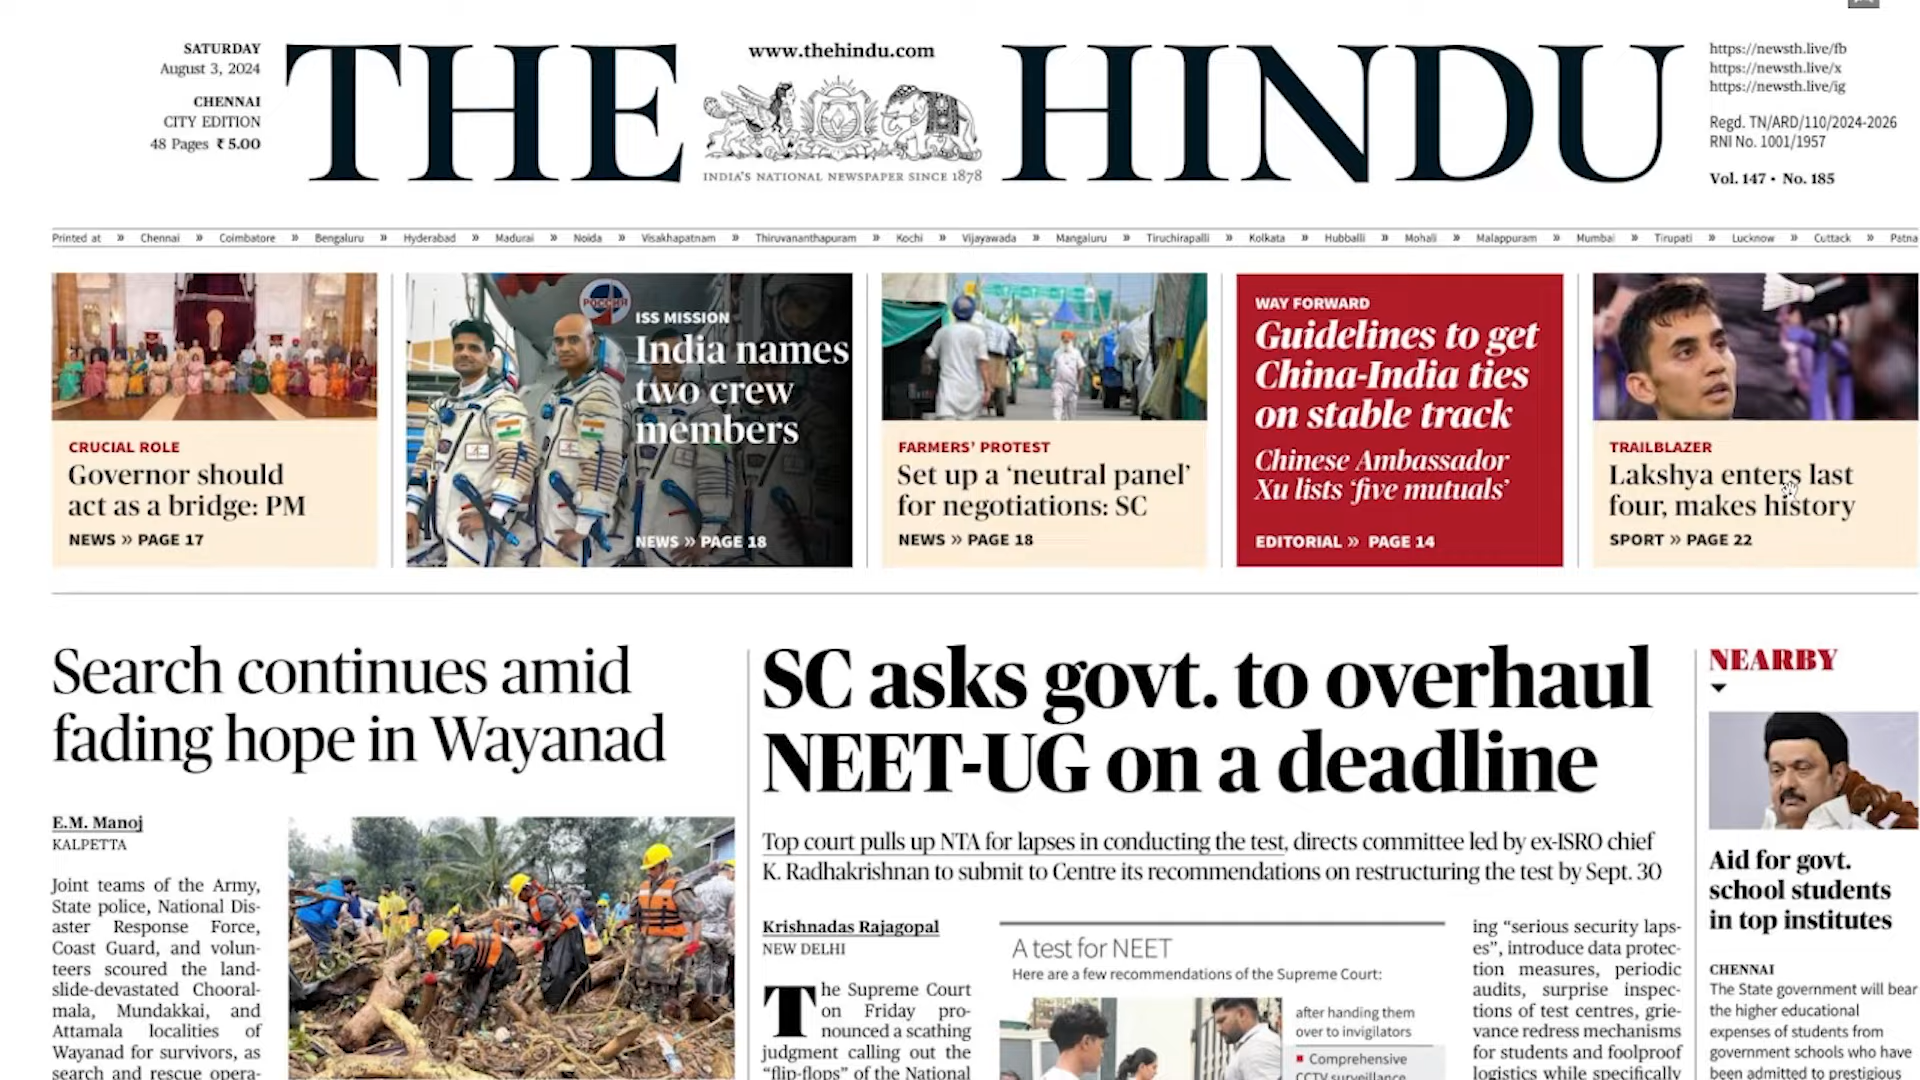 SATURDAY
August 3, 2024
CHENNAI
CITY EDITION
48 Pages ₹ 5.00
THE HINDU
www.thehindu.com
INDIA'S NATIONAL NEWSPAPER SINCE 1878
https://newsth.live/fb
https://newsth.live/x
https://newsth.live/ig
Regd. TN/ARD/110/2024-2026
RNI No. 1001/1957
Vol. 147 • No. 185
Printed at » Chennai » Coimbatore » Bengaluru » Hyderabad » Madurai » Noida » Visakhapatnam » Thiruvananthapuram » Kochi » Vijayawada » Mangaluru » Tiruchirapalli » Kolkata » Hubballi » Mohali » Malappuram » Mumbai » Tirupati » Lucknow » Cuttack » Patna
CRUCIAL ROLE
Governor should
act as a bridge: PM
NEWS » PAGE 17
РОССИЯ
ISS MISSION
India names
two crew
members
NEWS » PAGE 18
FARMERS' PROTEST
Set up a ‘neutral panel’
for negotiations: SC
NEWS » PAGE 18
WAY FORWARD
Guidelines to get
China-India ties
on stable track
Chinese Ambassador
Xu lists ‘five mutuals’
EDITORIAL » PAGE 14
TRAILBLAZER
Lakshya enters last
four, makes history
SPORT » PAGE 22
Search continues amid
fading hope in Wayanad
E.M. Manoj
KALPETTA
Joint teams of the Army,
State police, National Dis-
aster Response Force,
Coast Guard, and volun-
teers scoured the land-
slide-devastated Chooral-
mala, Mundakkai, and
Attamala localities of
Wayanad for survivors, as
search and rescue opera-
SC asks govt. to overhaul
NEET-UG on a deadline
Top court pulls up NTA for lapses in conducting the test, directs committee led by ex-ISRO chief
K. Radhakrishnan to submit to Centre its recommendations on restructuring the test by Sept. 30
Krishnadas Rajagopal
NEW DELHI
The Supreme Court
on Friday pro-
nounced a scathing
judgment calling out the
“flip-flops” of the National
A test for NEET
Here are a few recommendations of the Supreme Court:
after handing them
over to invigilators
■ Comprehensive
CCTV surveillance
ing “serious security laps-
es”, introduce data protec-
tion measures, periodic
audits, surprise inspec-
tions of test centres, grie-
vance redress mechanisms
for students and foolproof
logistics while specifically
NEARBY
Aid for govt.
school students
in top institutes
CHENNAI
The State government will bear
the higher educational
expenses of students from
government schools who have
been admitted to prestigious